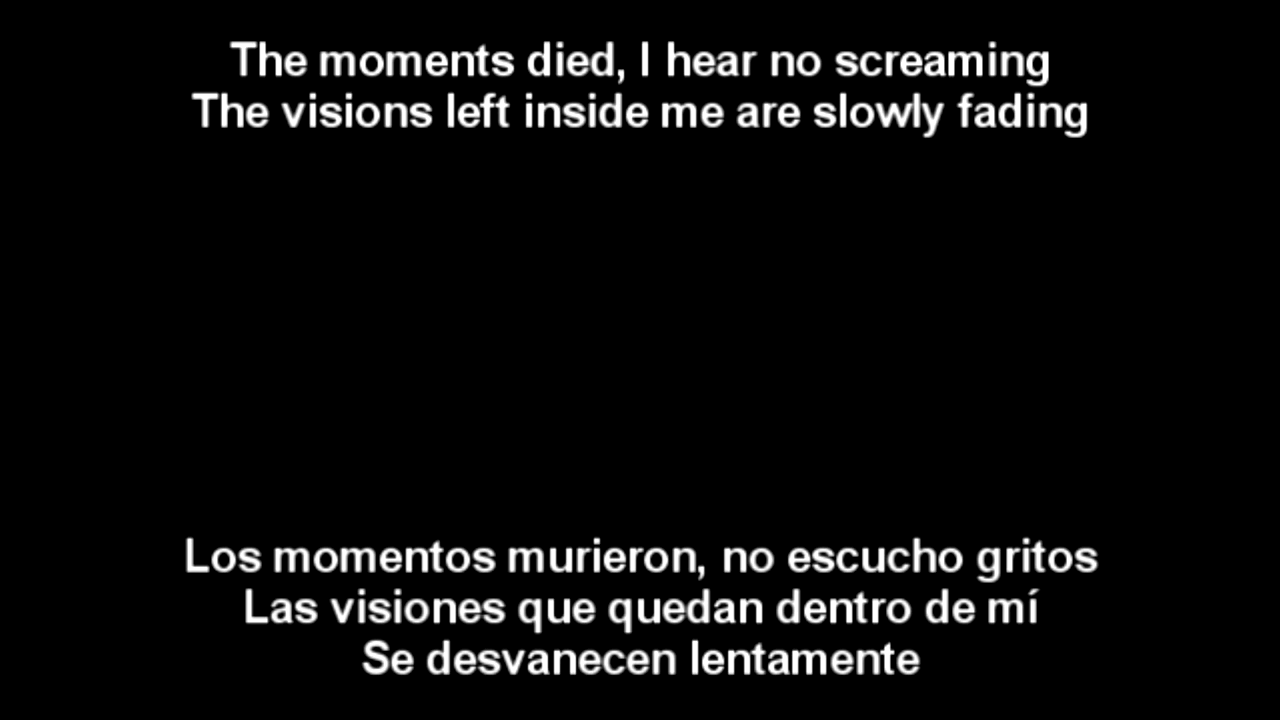 The moments died, I hear no screaming
The visions left inside me are slowly fading
Los momentos murieron, no escucho gritos
Las visiones que quedan dentro de mí
Se desvanecen lentamente